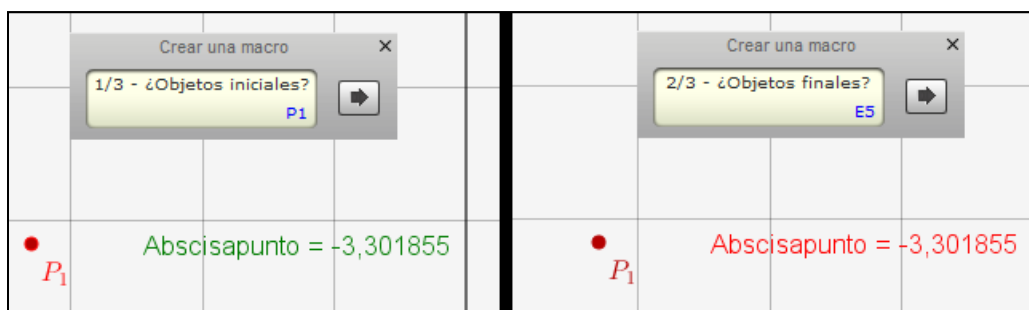 Crear una macro ×
1/3 - ¿Objetos iniciales?
P1
Abscisapunto = -3,301855
P1
Crear una macro ×
2/3 - ¿Objetos finales?
E5
Abscisapunto = -3,301855
P1